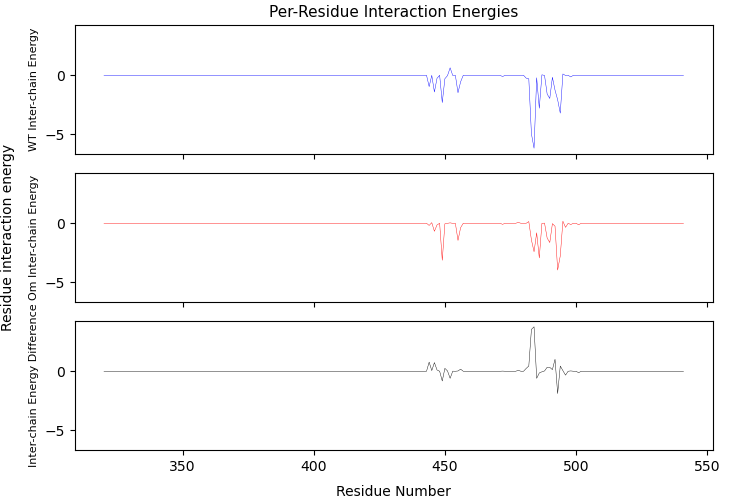 Per-Residue Interaction Energies
Residue interaction energy
WT Inter-chain Energy
0
−5
Om Inter-chain Energy
0
−5
Inter-chain Energy Difference
0
−5
350
400
450
500
550
Residue Number